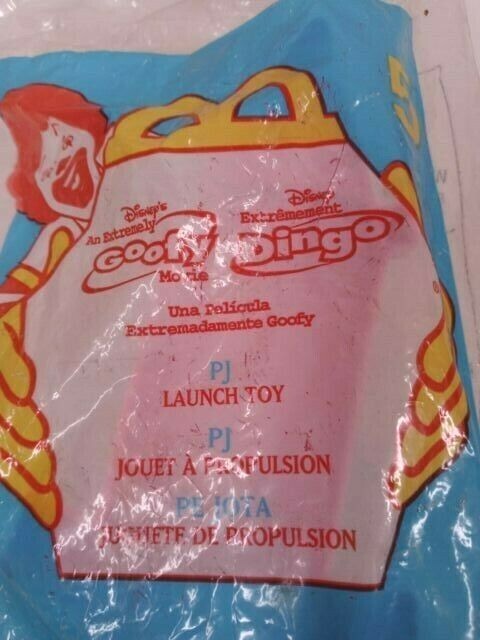 5
Disney's
An Extremely
Goofy
Movie
Disney
Extrêmement
Dingo
Una Película
Extremadamente Goofy
PJ
LAUNCH TOY
PJ
JOUET À PROPULSION
PE JOTA
JUGUETE DE PROPULSION